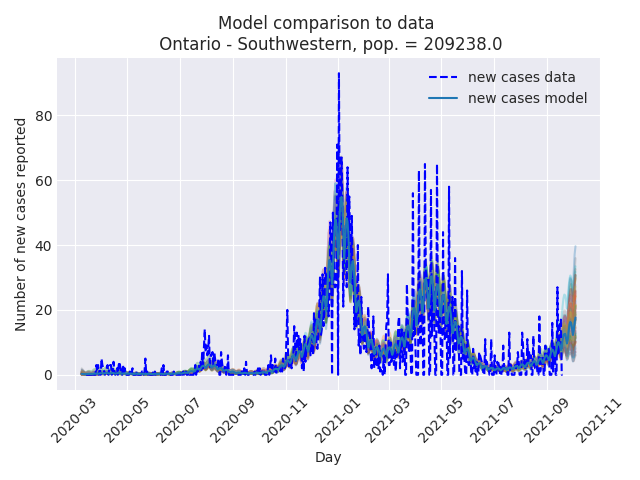 Model comparison to data
Ontario - Southwestern, pop. = 209238.0
new cases data
new cases model
Number of new cases reported
80
60
40
20
0
2020-03
2020-05
2020-07
2020-09
2020-11
2021-01
2021-03
2021-05
2021-07
2021-09
2021-11
Day